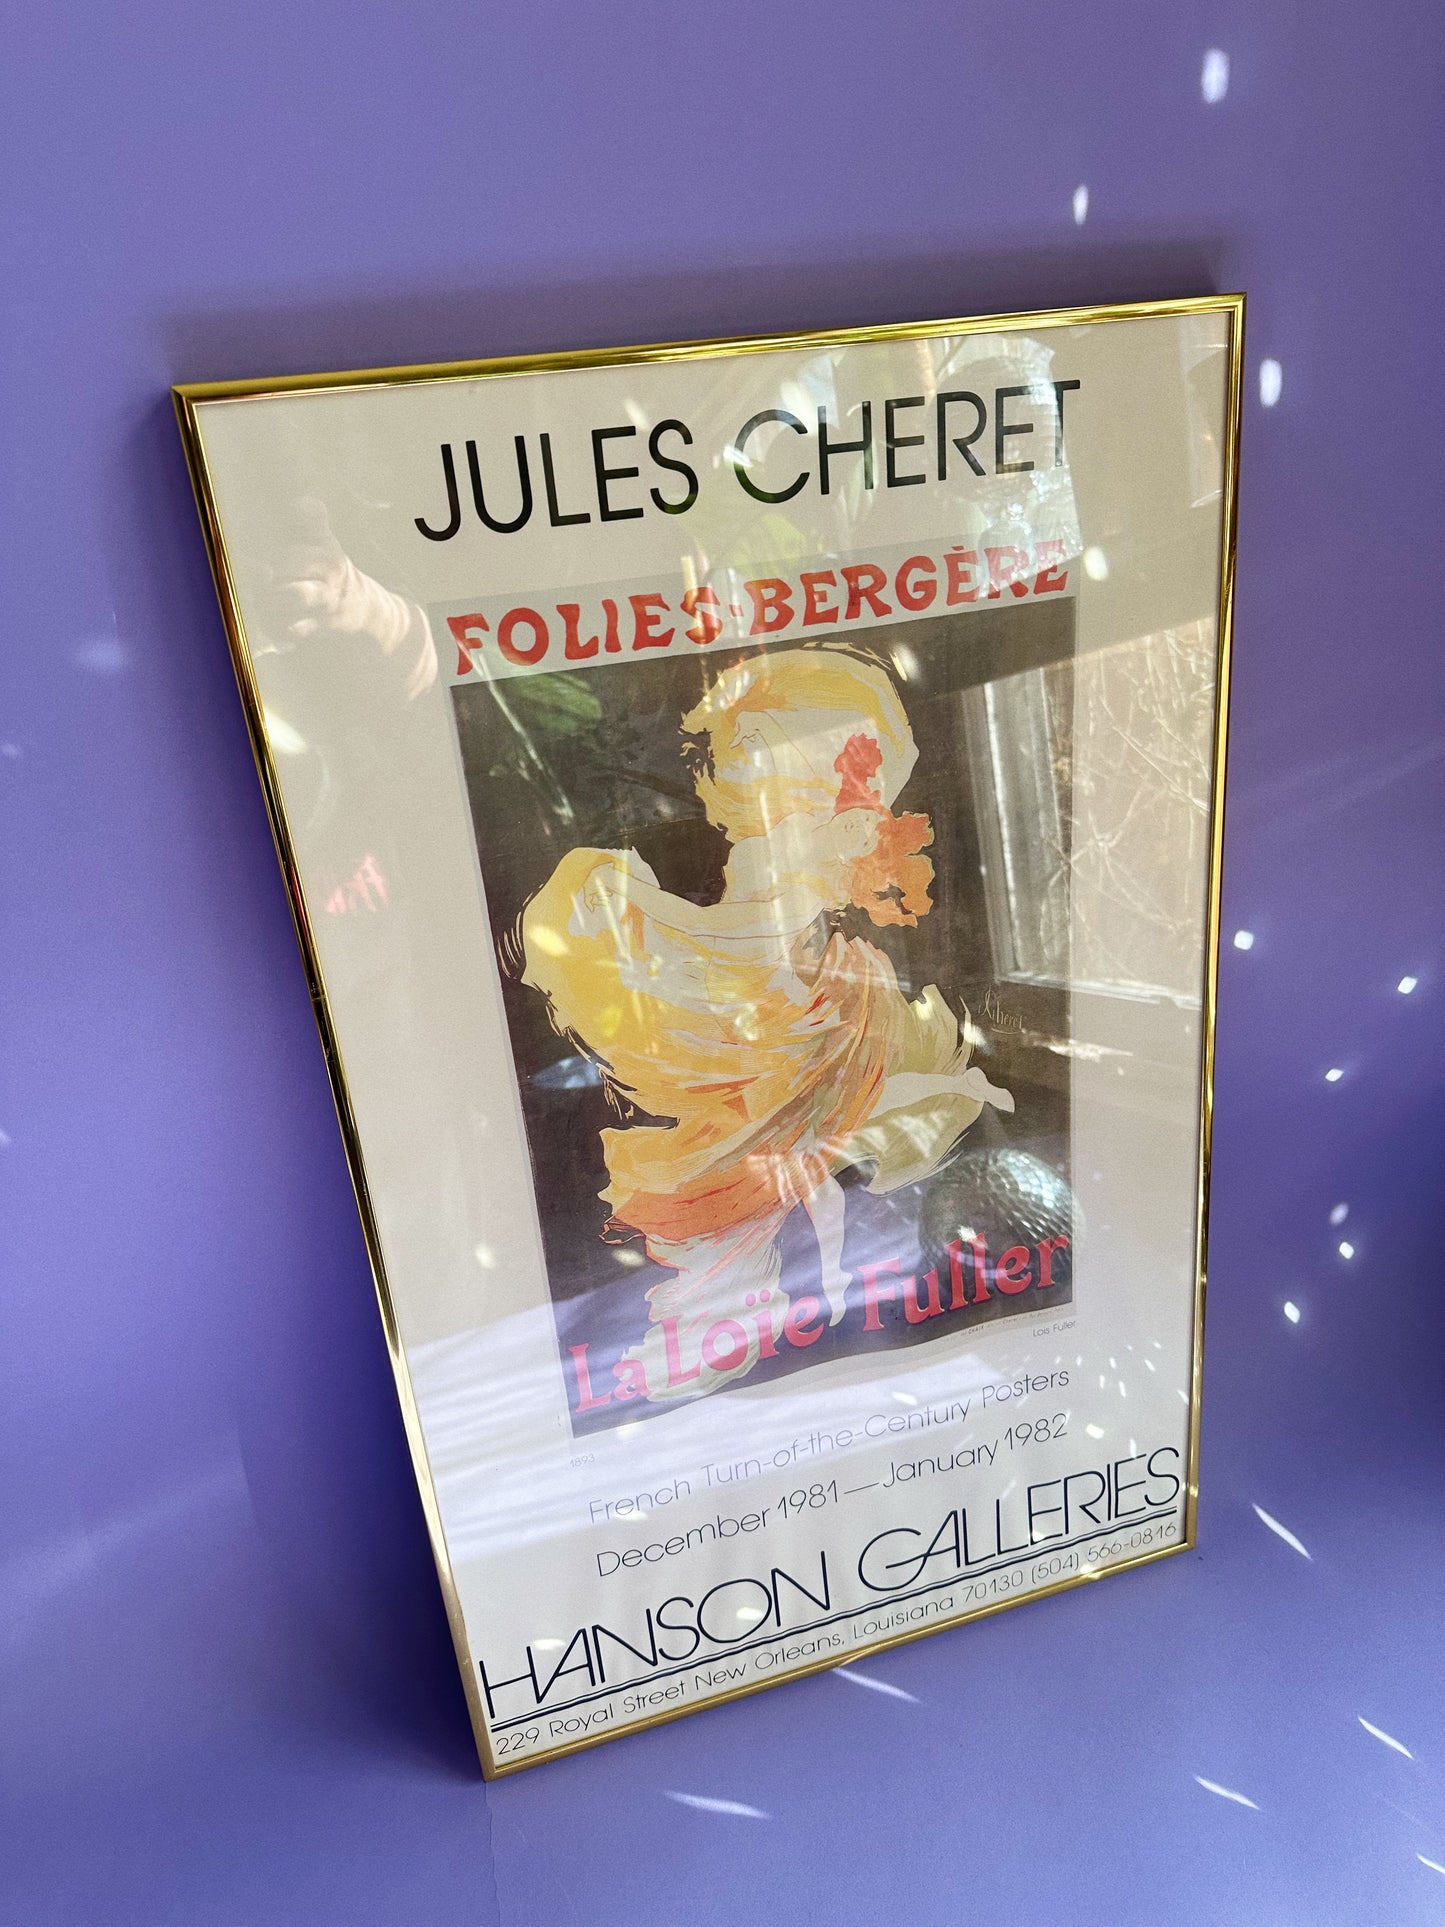 JULES CHERET
FOLIES-BERGÈRE
JCheret
La Loïe Fuller
Lois Fuller
1893
French Turn-of-the-Century Posters
December 1981—January 1982
HANSON GALLERIES
229 Royal Street New Orleans, Louisiana 70130 (504) 566-0816